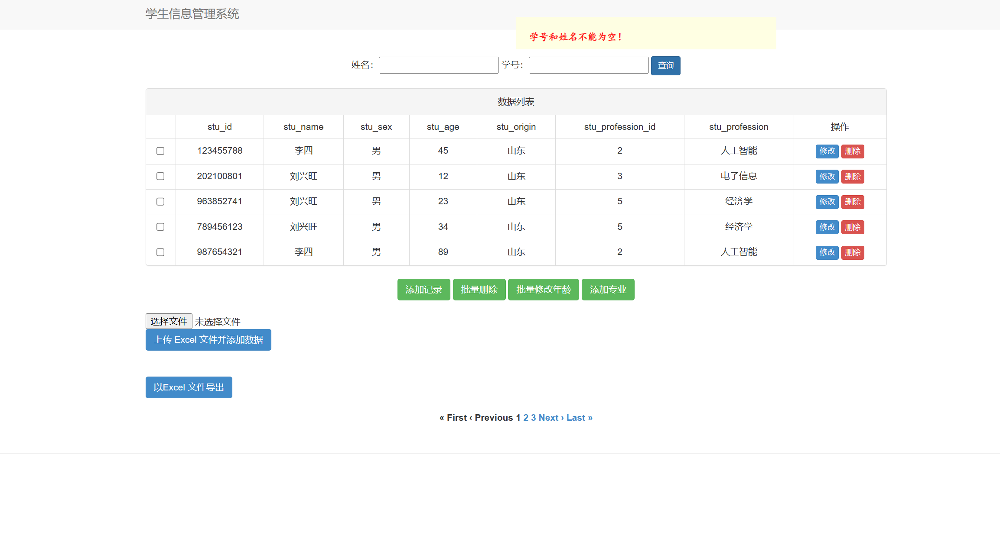 学生信息管理系统
学号和姓名不能为空！
姓名： 学号： 查询
数据列表
stu_id stu_name stu_sex stu_age stu_origin stu_profession_id stu_profession 操作
123455788 李四 男 45 山东 2 人工智能 修改 删除
202100801 刘兴旺 男 12 山东 3 电子信息 修改 删除
963852741 刘兴旺 男 23 山东 5 经济学 修改 删除
789456123 刘兴旺 男 34 山东 5 经济学 修改 删除
987654321 李四 男 89 山东 2 人工智能 修改 删除
添加记录 批量删除 批量修改年龄 添加专业
选择文件 未选择文件
上传 Excel 文件并添加数据
以Excel 文件导出
« First ‹ Previous 1 2 3 Next › Last »